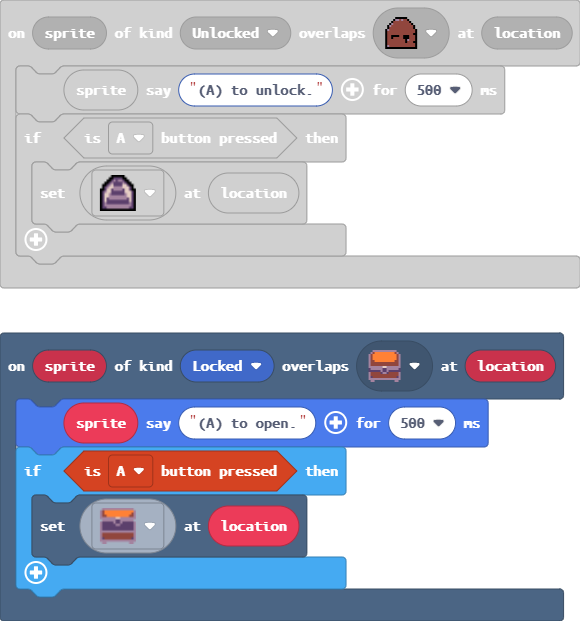 on sprite of kind Unlocked overlaps at location
sprite say "(A) to unlock." for 500 ms
if is A button pressed then
set at location
on sprite of kind Locked overlaps at location
sprite say "(A) to open." for 500 ms
if is A button pressed then
set at location